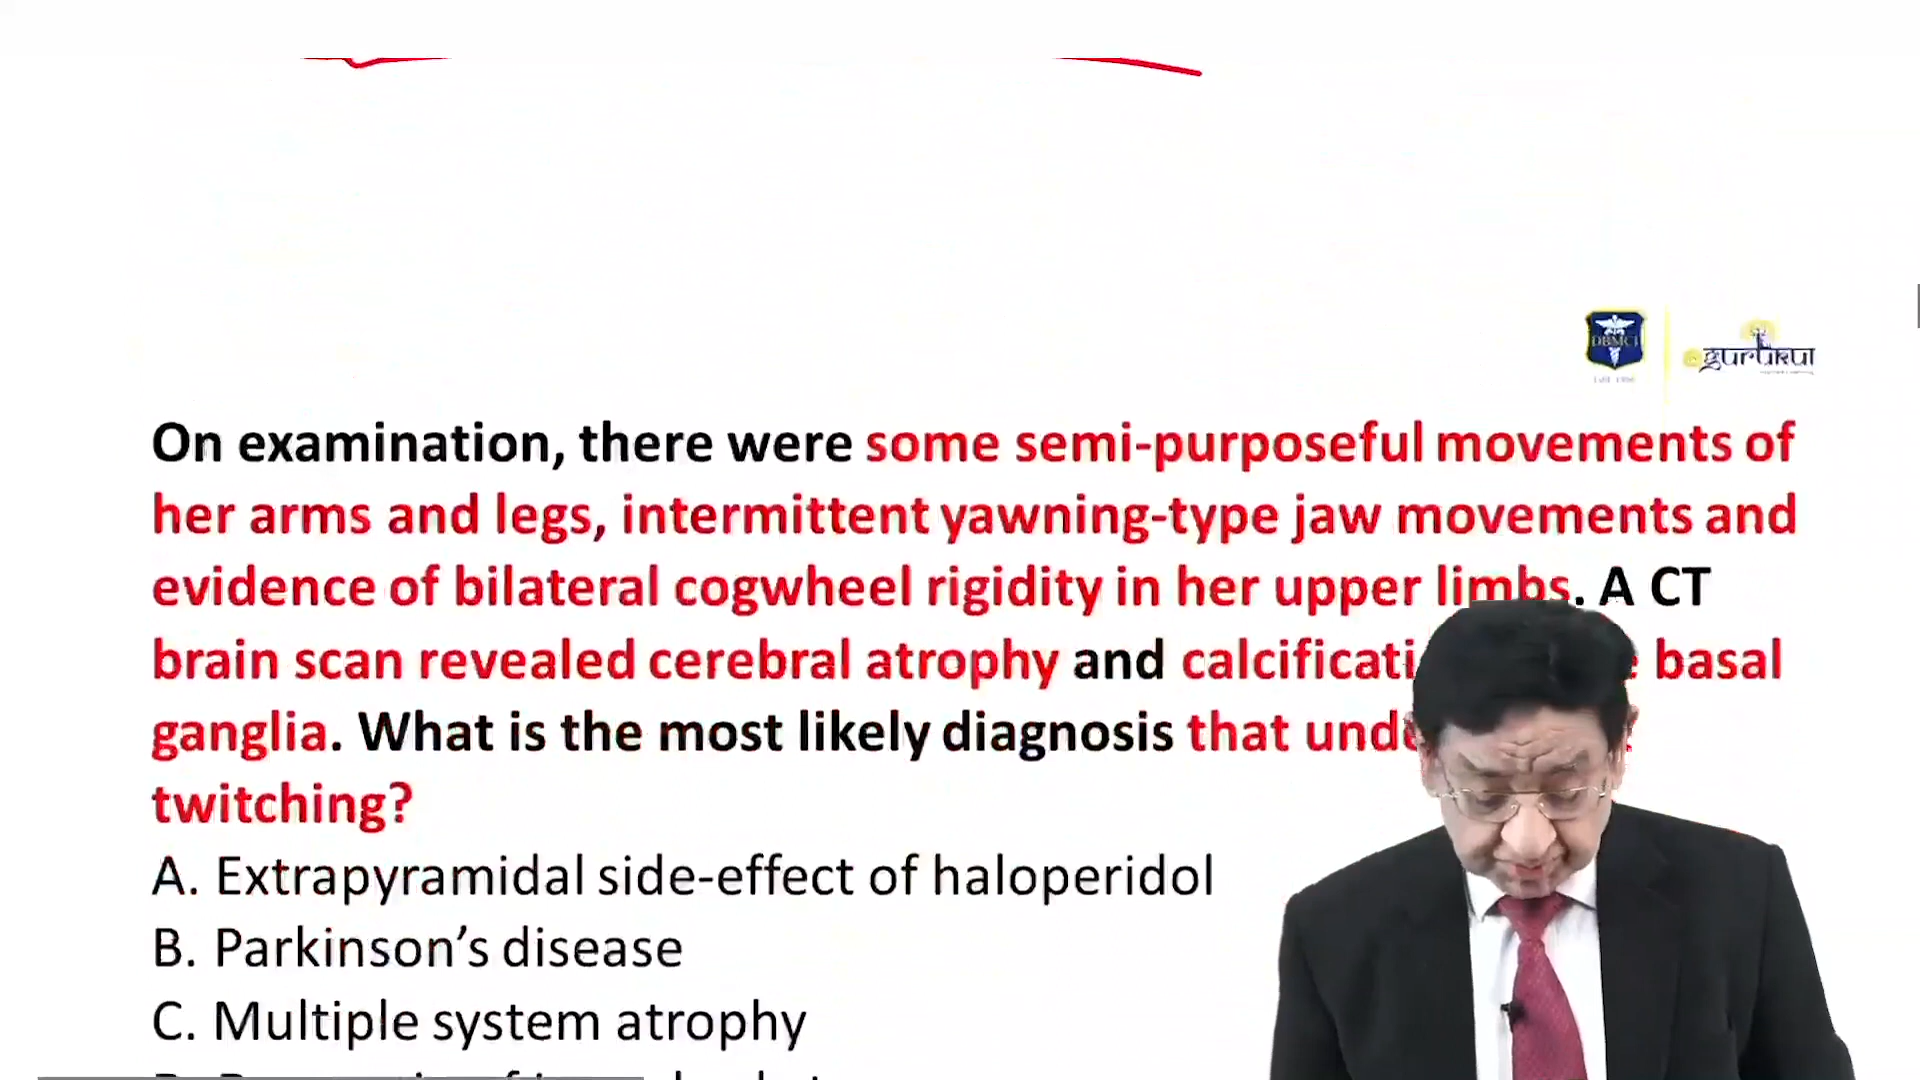 DBMCI
gurukul
On examination, there were some semi-purposeful movements of
her arms and legs, intermittent yawning-type jaw movements and
evidence of bilateral cogwheel rigidity in her upper limbs. A CT
brain scan revealed cerebral atrophy and basal
ganglia. What is the most likely diagnosis that
twitching?
A. Extrapyramidal side-effect of haloperidol
B. Parkinson’s disease
C. Multiple system atrophy